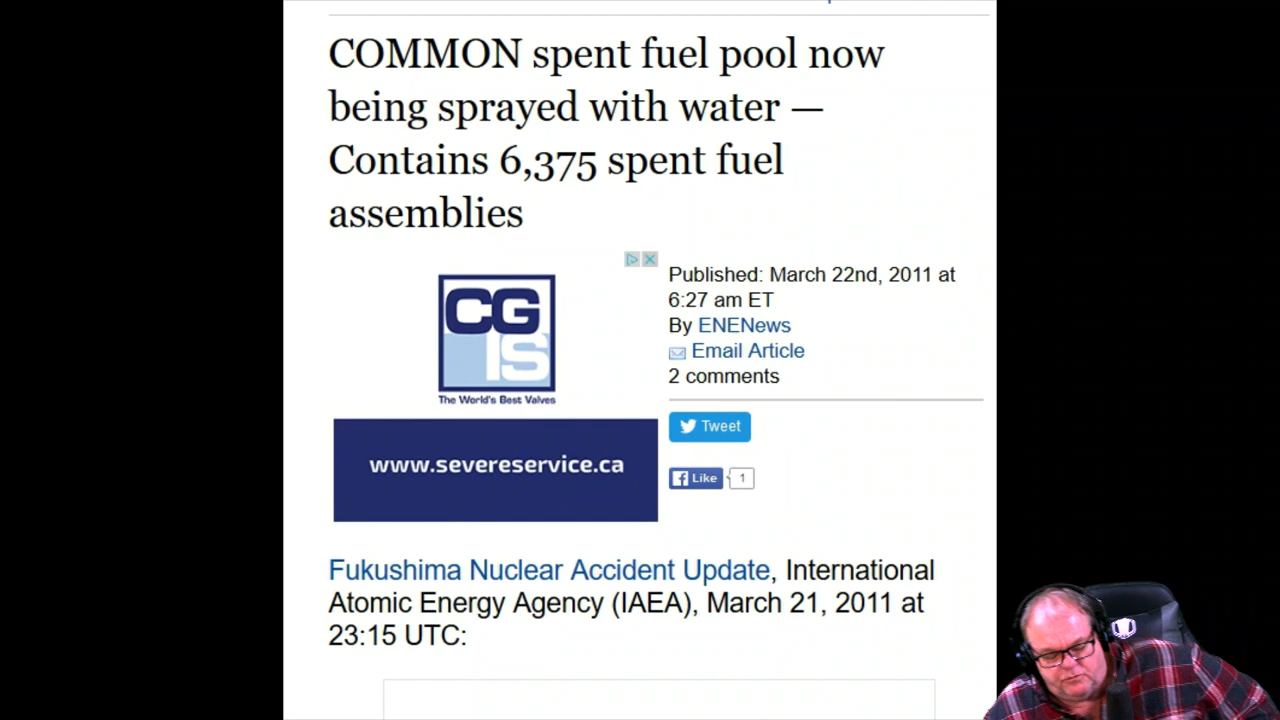 COMMON spent fuel pool now
being sprayed with water —
Contains 6,375 spent fuel
assemblies
CG
IS
The World's Best Valves
www.severeservice.ca
Published: March 22nd, 2011 at
6:27 am ET
By ENENews
Email Article
2 comments
Tweet
Like 1
Fukushima Nuclear Accident Update, International
Atomic Energy Agency (IAEA), March 21, 2011 at
23:15 UTC: